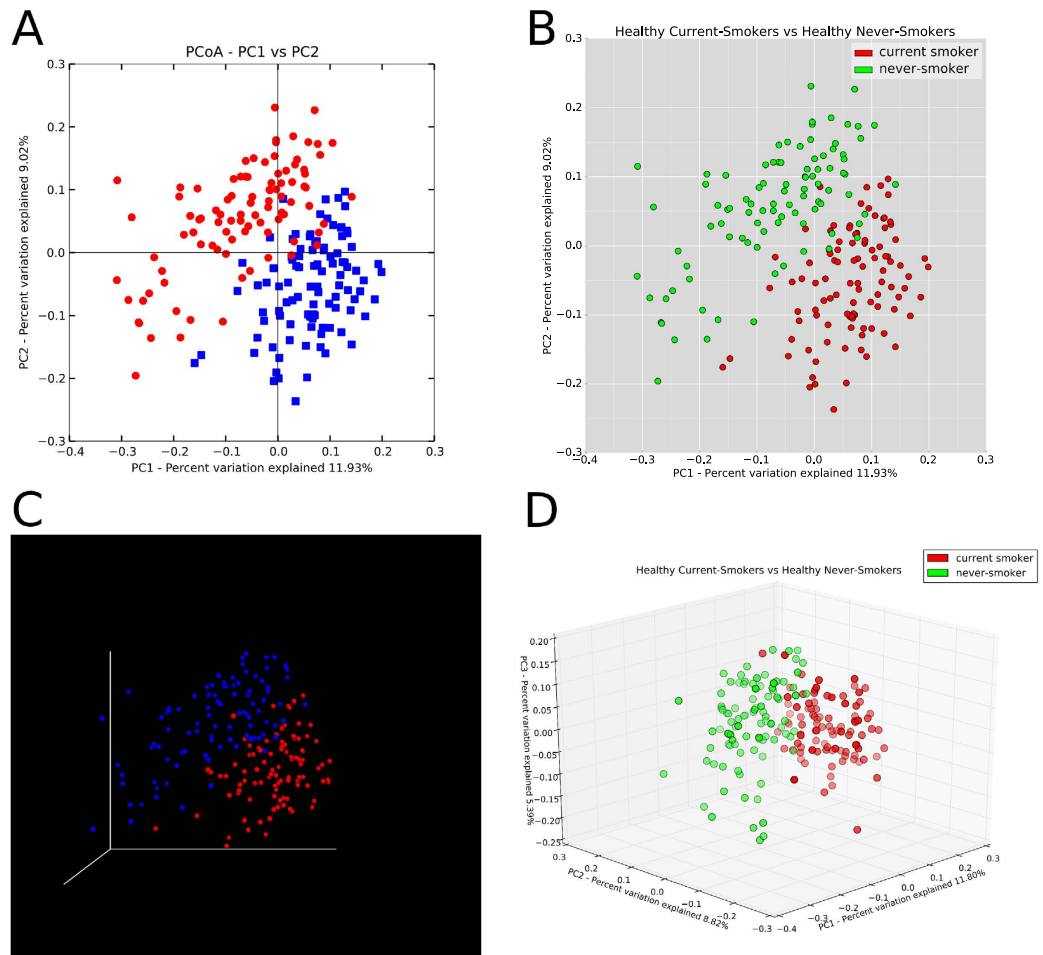 A
PCoA - PC1 vs PC2
0.3
0.2
0.1
0.0
−0.1
−0.2
−0.3
−0.4 −0.3 −0.2 −0.1 0.0 0.1 0.2 0.3
PC2 - Percent variation explained 9.02%
PC1 - Percent variation explained 11.93%
B
Healthy Current-Smokers vs Healthy Never-Smokers
current smoker
never-smoker
0.3
0.2
0.1
0.0
−0.1
−0.2
−0.3
−0.4 −0.3 −0.2 −0.1 0.0 0.1 0.2 0.3
PC2 - Percent variation explained 9.02%
PC1 - Percent variation explained 11.93%
C
D
current smoker
never-smoker
Healthy Current-Smokers vs Healthy Never-Smokers
0.20
0.15
0.10
0.05
0.00
−0.05
−0.10
−0.15
−0.20
−0.25
PC3 - Percent variation explained 5.39%
0.3 0.2 0.1 0.0 −0.1 −0.2 −0.3
PC2 - Percent variation explained 8.82%
−0.4 −0.3 −0.2 −0.1 0.0 0.1 0.2 0.3
PC1 - Percent variation explained 11.80%